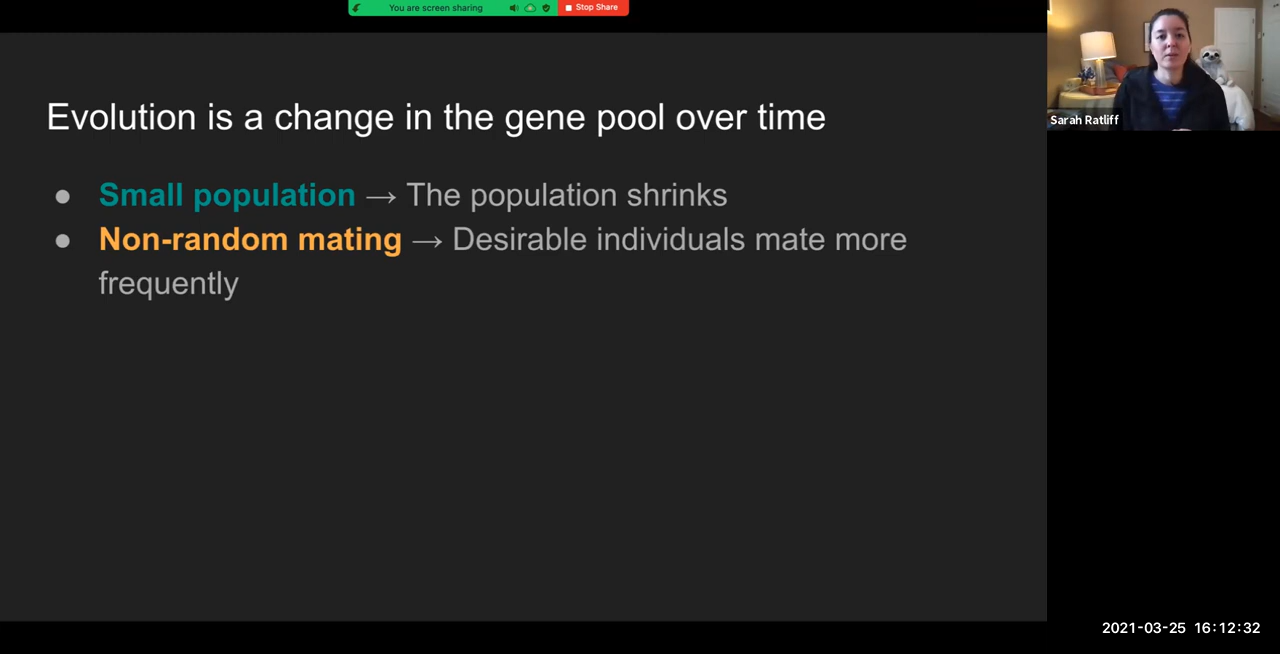 You are screen sharing
Stop Share
Evolution is a change in the gene pool over time
Sarah Ratliff
● Small population → The population shrinks
● Non-random mating → Desirable individuals mate more
frequently
2021-03-25 16:12:32